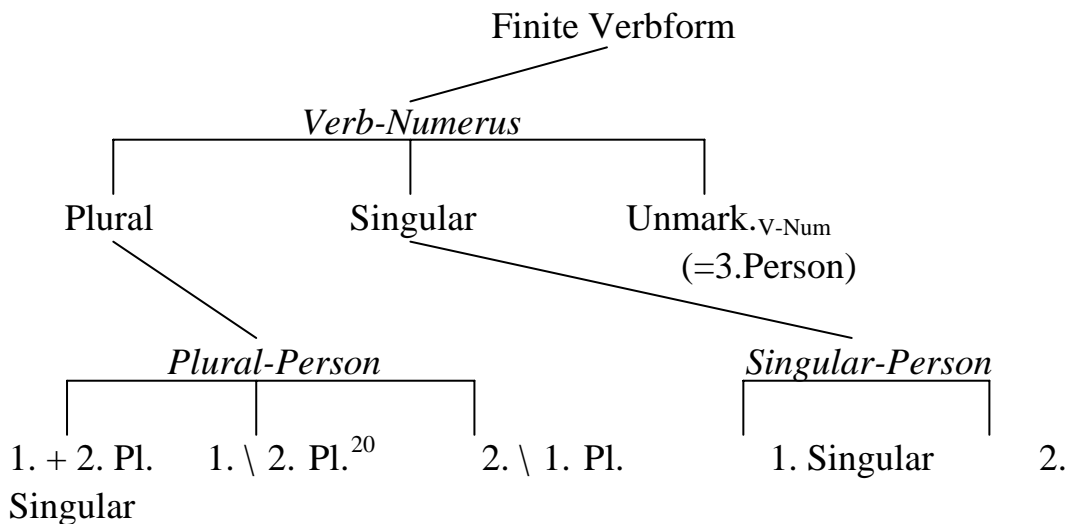 Finite Verbform
Verb-Numerus
Plural Singular Unmark.V-Num
(=3.Person)
Plural-Person Singular-Person
1. + 2. Pl. 1. \ 2. Pl.20 2. \ 1. Pl. 1. Singular 2.
Singular